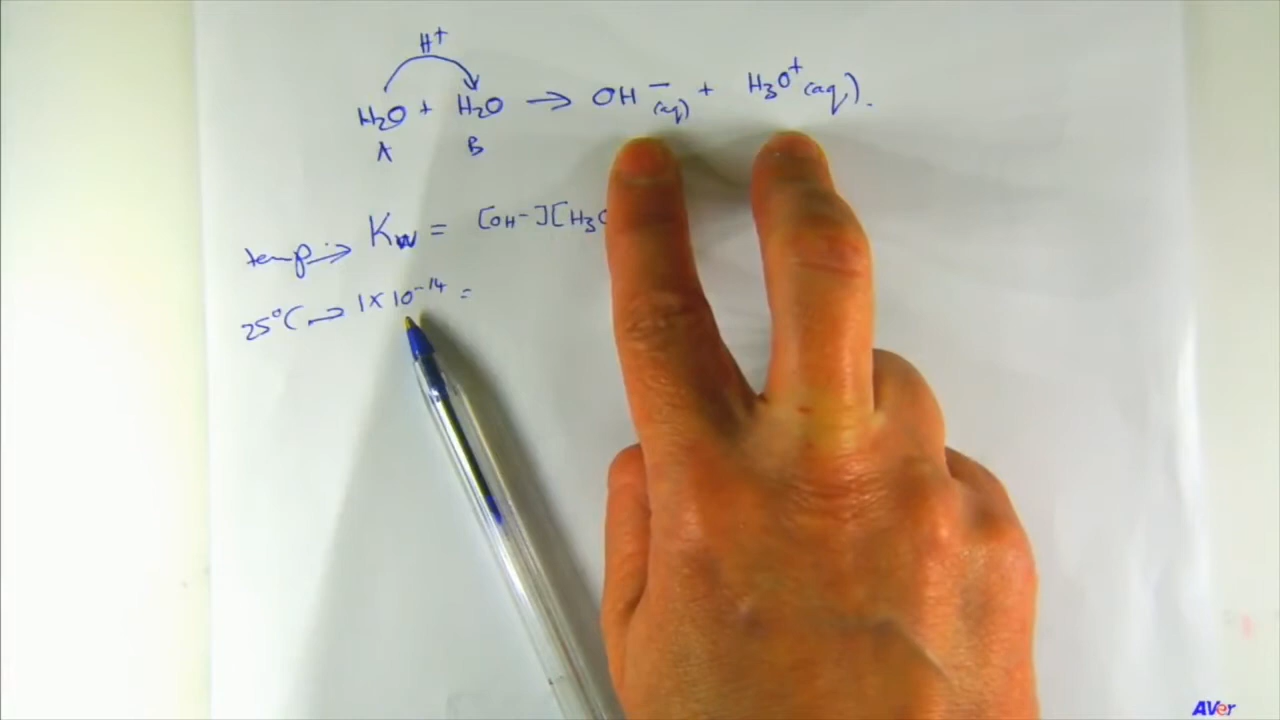 H⁺
H₂O + H₂O → OH⁻(aq) + H₃O⁺(aq).
A B
temp → Kw = [OH⁻][H₃
25°C → 1×10⁻¹⁴ =
AVer